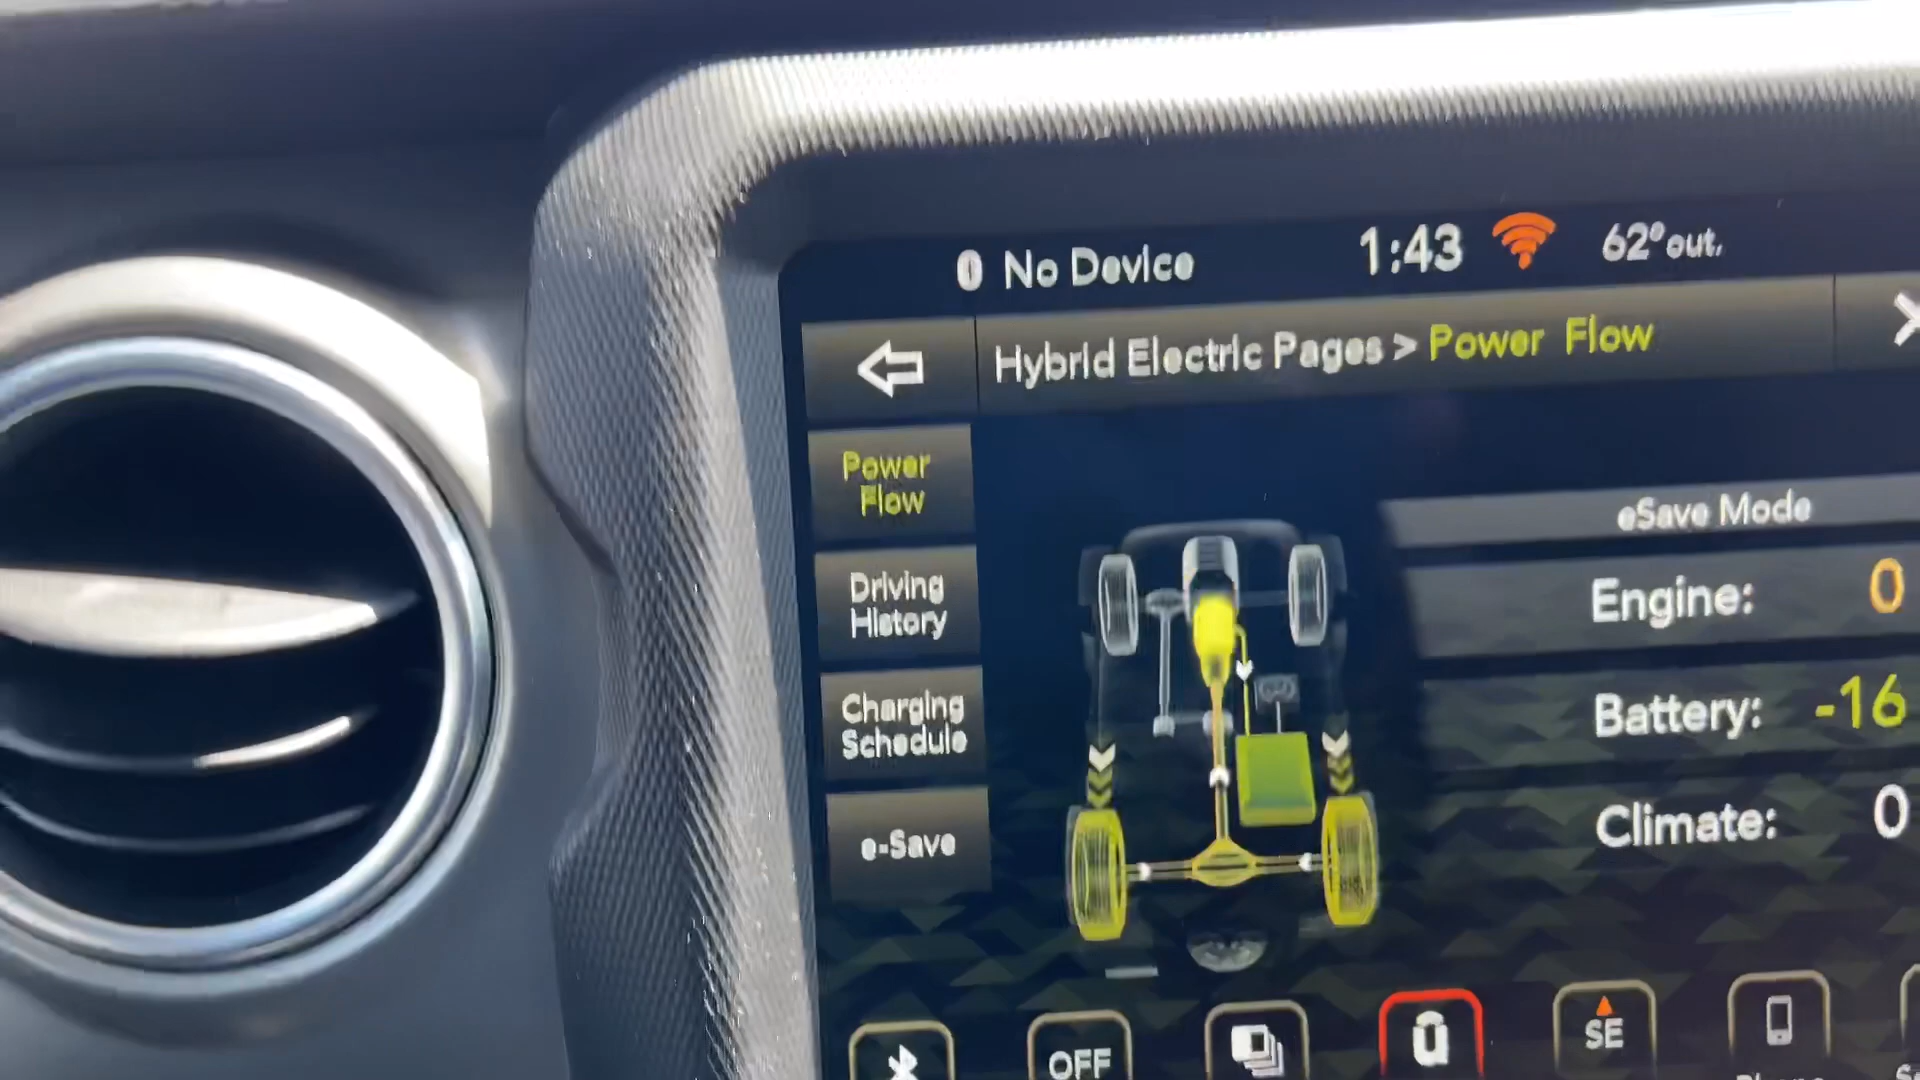 0 No Device 1:43 62° out.
Hybrid Electric Pages > Power Flow
Power
Flow
Driving
History
Charging
Schedule
e-Save
eSave Mode
Engine: 0
Battery: -16
Climate: 0
OFF
SE